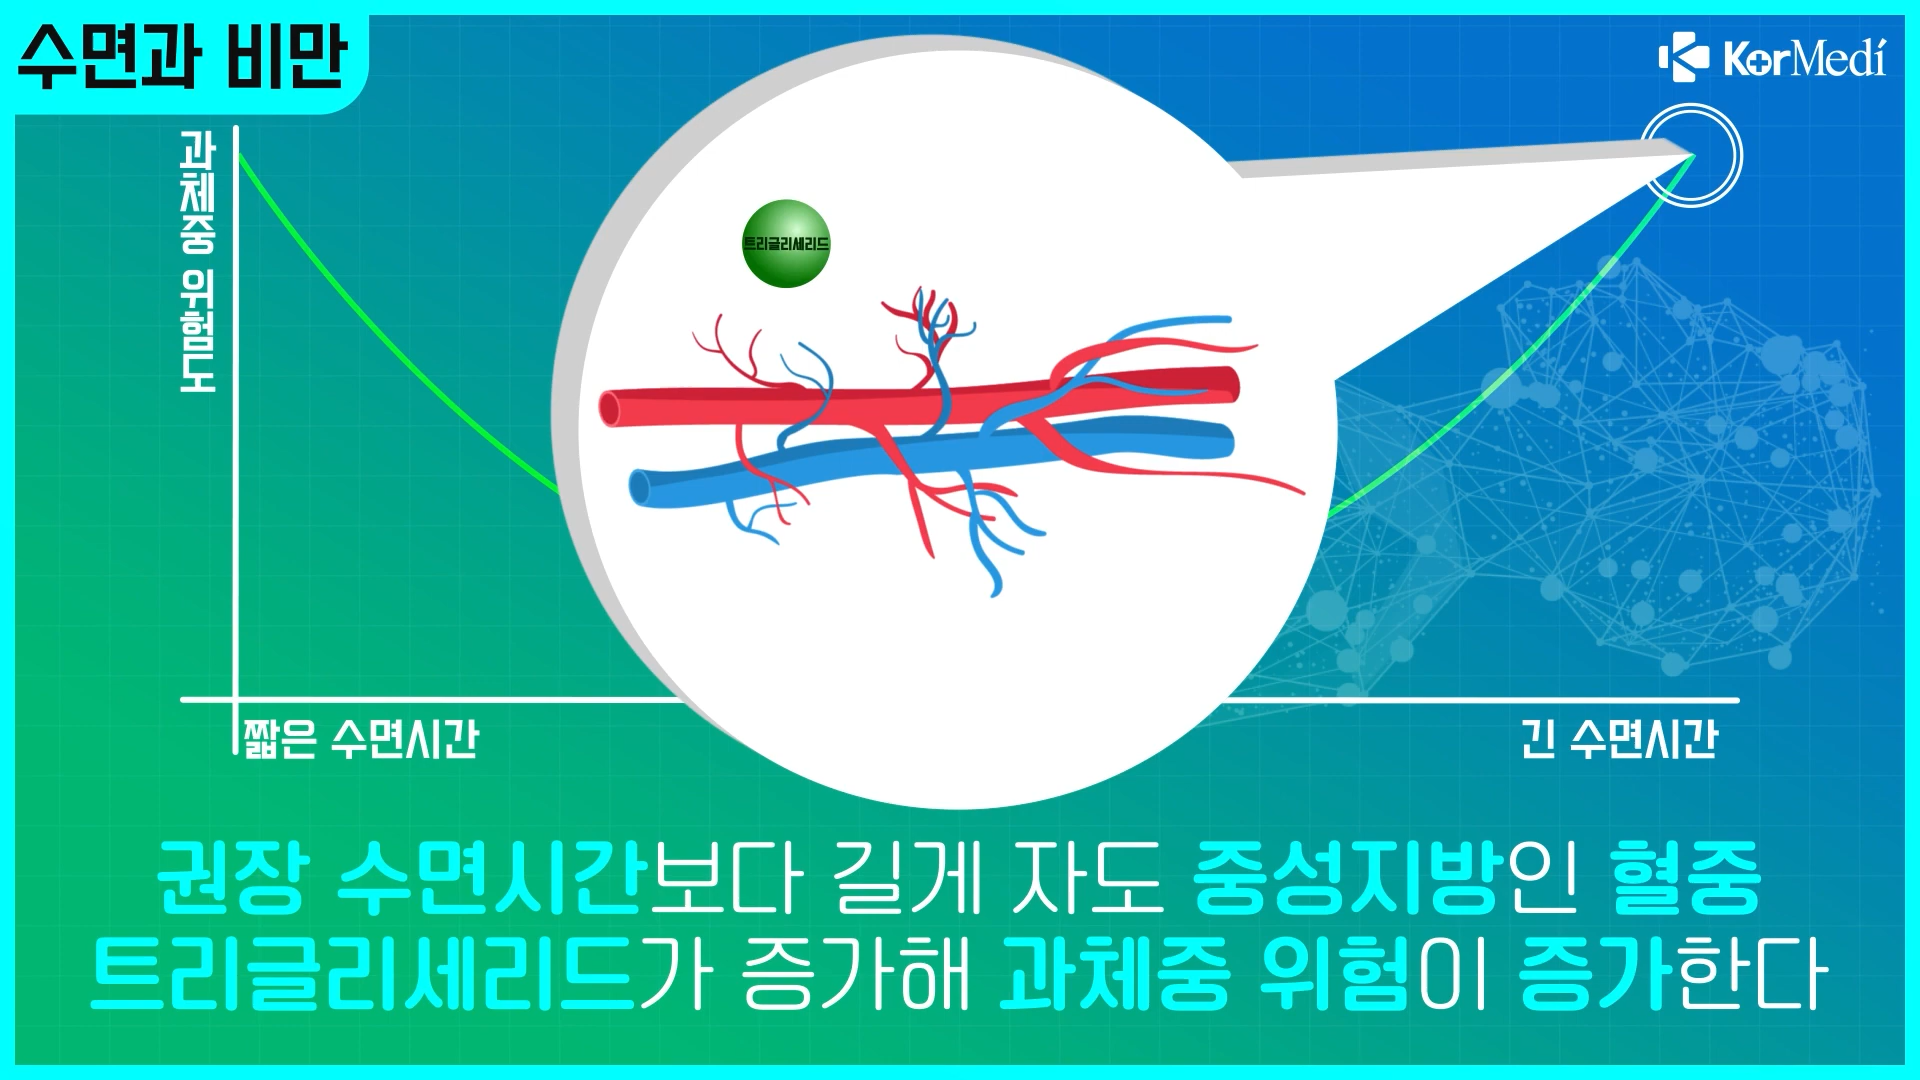 수면과 비만
KorMedi
과체중 위험도
트리글리세리드
짧은 수면시간
긴 수면시간
권장 수면시간보다 길게 자도 중성지방인 혈중
트리글리세리드가 증가해 과체중 위험이 증가한다